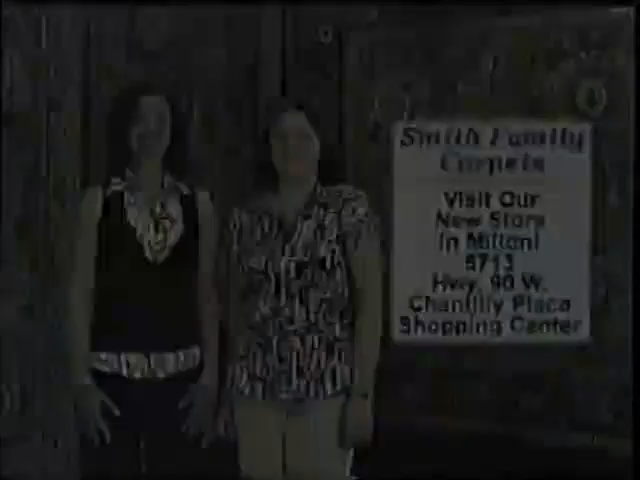 Smith Family
Carpets
Visit Our
New Store
in Milton!
5713
Hwy. 90 W.
Chantilly Place
Shopping Center